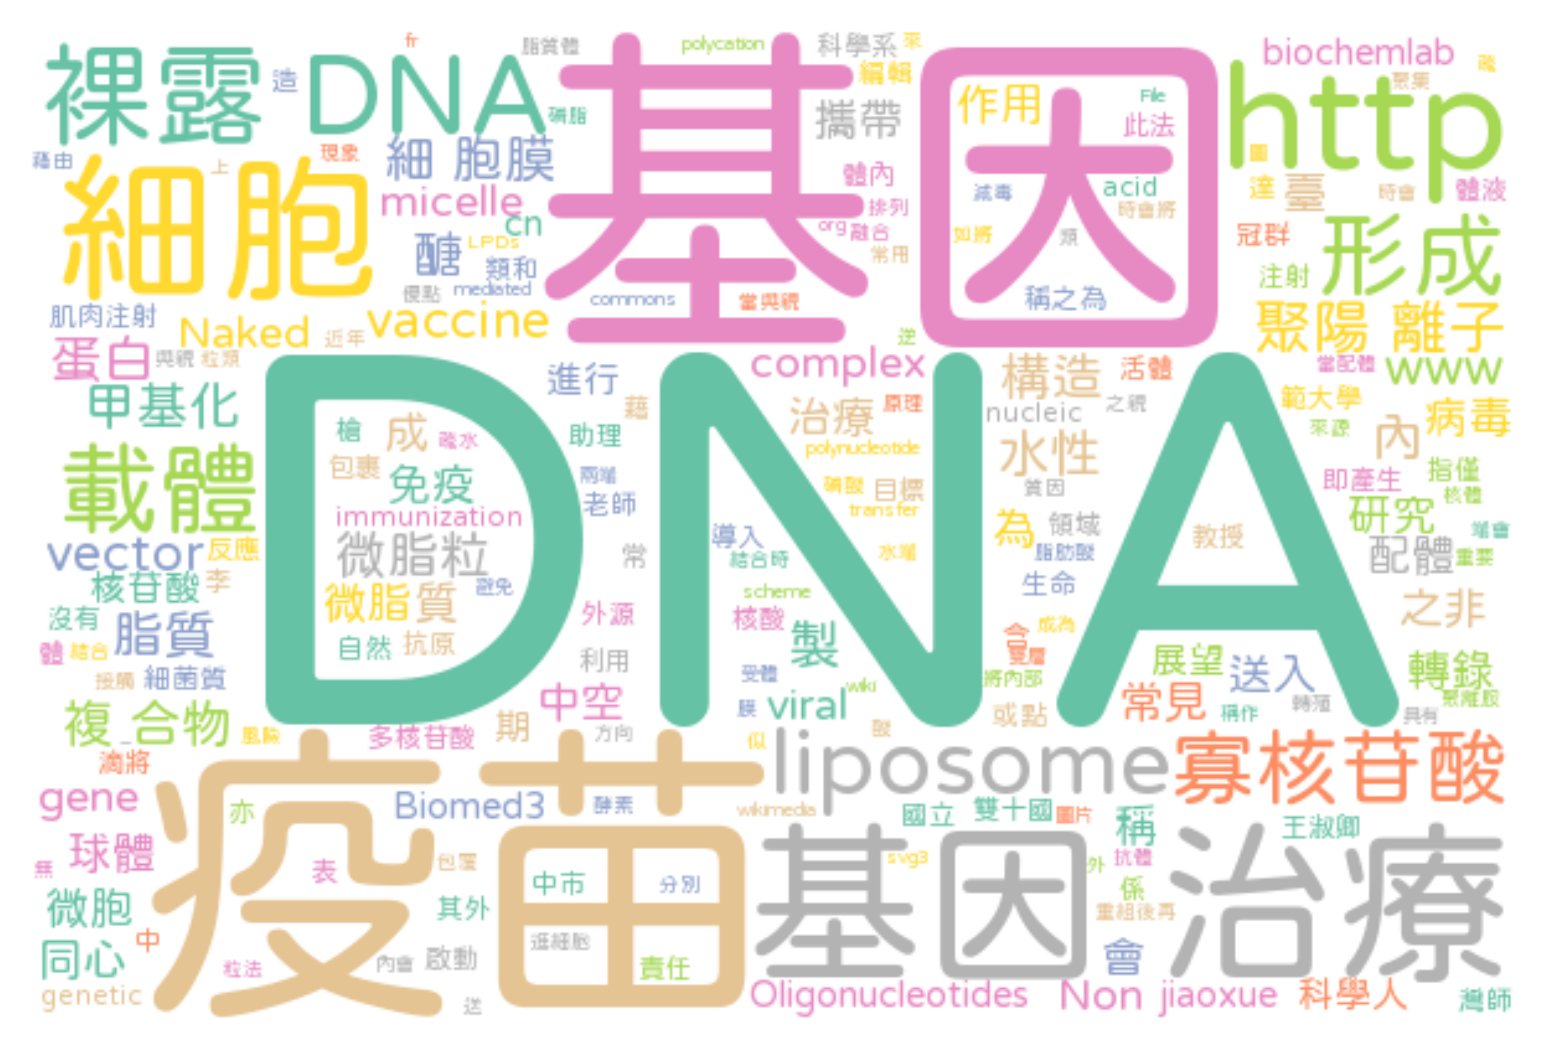 裸露 DNA
基因
http
細胞
DNA
疫苗
基因 治療
liposome
寡核苷酸
載體
形成
聚陽 離子
vaccine
Naked
micelle
細 胞膜
攜帶
作用
biochemlab
科學系
polycation
脂質體
fr
造
磷脂
編輯
來
File
此法
聚集
藉由
現象
上
cn
醣
LPDs
類和
mediated
優點
體內
排列
org
融合
常用
commons
當與親
減毒
acid
時會將
如將
類
稱之為
圖
達
臺
時會
體液
冠群
注射
肌肉注射
近年
蛋白
與親
粒類
甲基化
complex
逆
進行
藉
治療
原理
polynucleotide
構造
活體
nucleic
之親
水性
質因
當配體
www
範大學
來源
內
病毒
即產生
指僅
核體
研究
端會
配體
重要
槍
成
疏水
包裹
免疫
immunization
微脂粒
微脂質
避免
自然
抗原
助理
兩端
老師
常
外源
利用
導入
結合時
磷酸
目標
transfer
水端
scheme
核酸
製
受體
wiki
膜
viral
為
領域
脂肪酸
生命
教授
含
成為
雙層
將內部
或點
酸
之非
展望
送入
轉錄
常見
稱作
轉殖
聚離胺
具有
vector
反應
核苷酸
李
沒有
脂質
體
結合
接觸
細菌質
複 合物
風險
多核苷酸
期
中空
方向
似
滴將
gene
亦
Biomed3
酵素
wikimedia
國立
雙十國
圖片
稱
王淑卿
球體
無
表
包覆
中市
分別
svg3
外
抗體
係
重組後再
微胞
其外
逛細胞
同心
中
粒法
內會
啟動
責任
會
genetic
送
Oligonucleotides
Non
jiaoxue
科學人
灣師